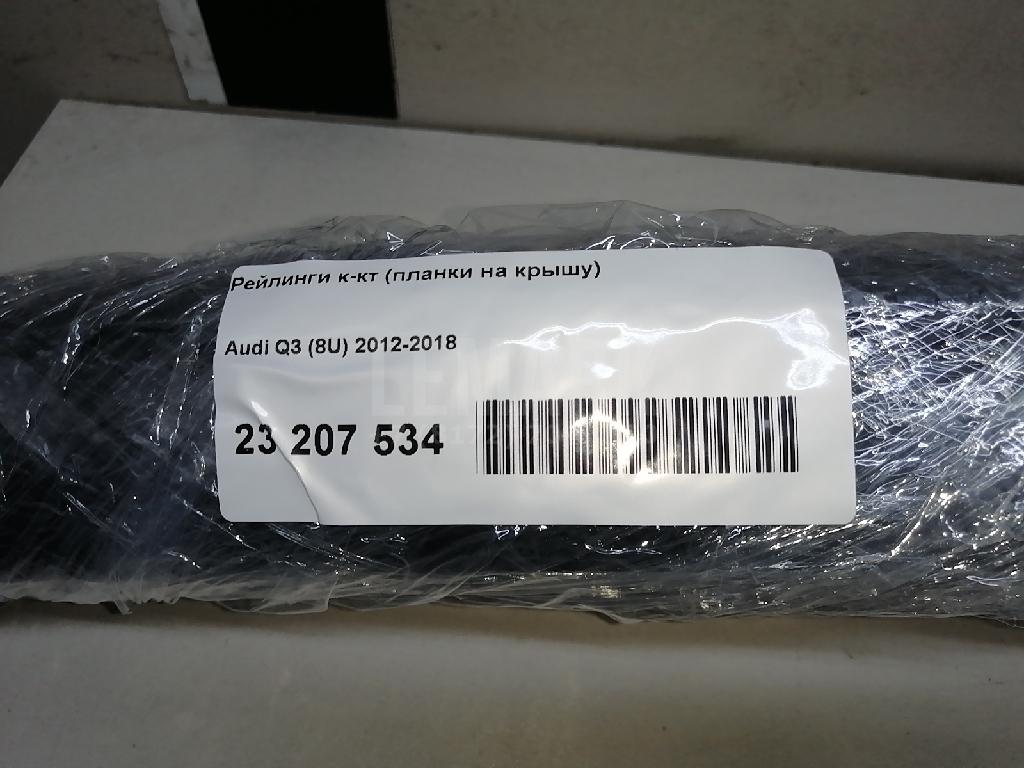 Рейлинги к-кт (планки на крышу)
Audi Q3 (8U) 2012-2018
23 207 534